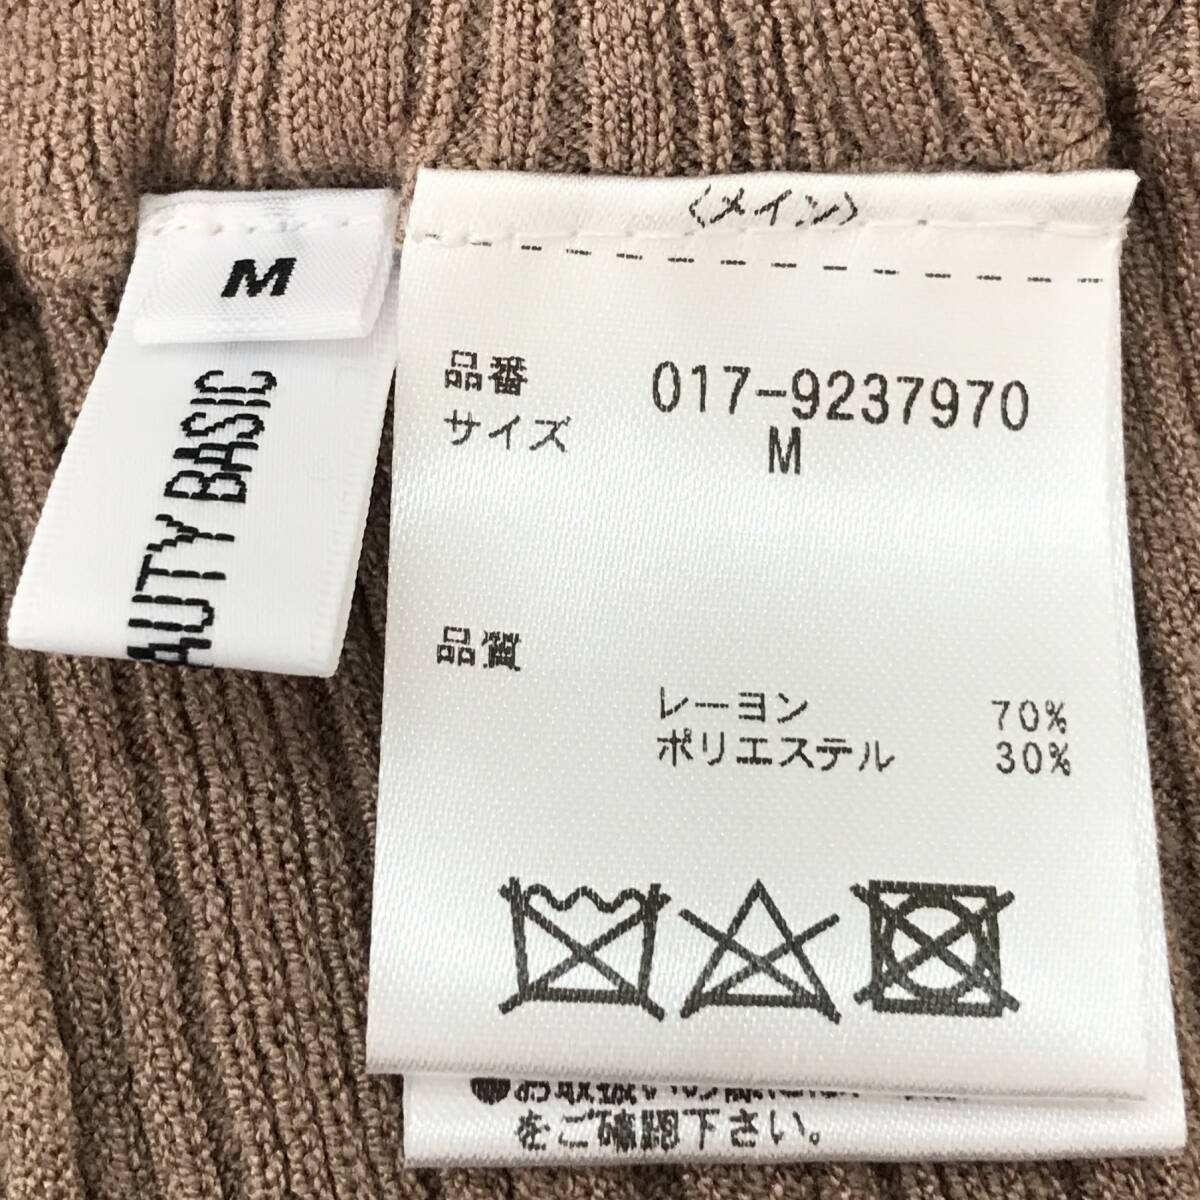 M
AUTY BASIC
〈メイン〉
品番 017-9237970
サイズ M
品質
レーヨン 70%
ポリエステル 30%
をご確認下さい。